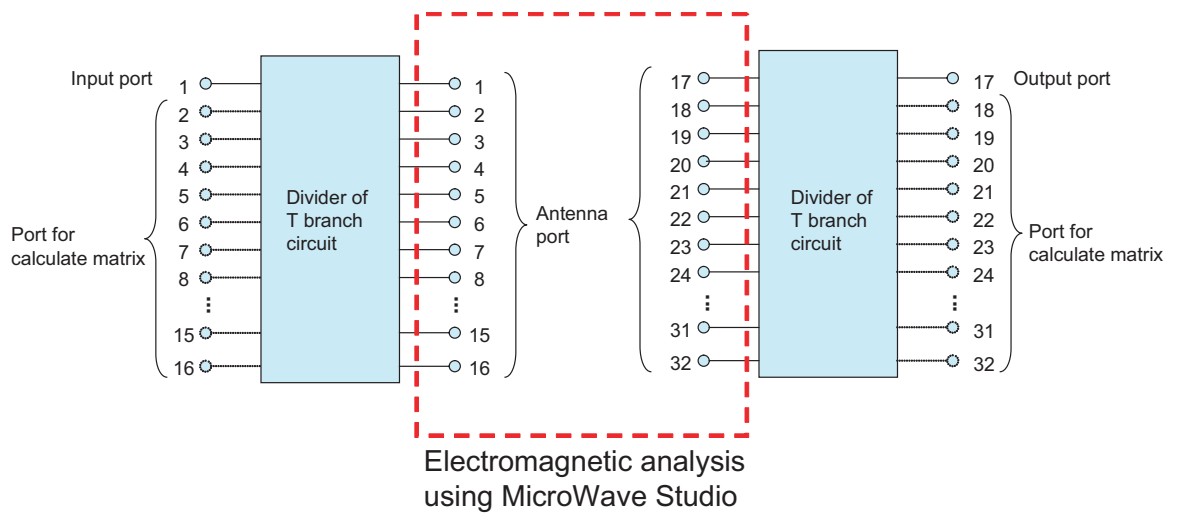 Input port
1
2
3
4
5
6
7
8
...
15
16
Port for
calculate matrix
Divider of
T branch
circuit
1
2
3
4
5
6
7
8
...
15
16
Antenna
port
17
18
19
20
21
22
23
24
...
31
32
Divider of
T branch
circuit
17
18
19
20
21
22
23
24
...
31
32
Output port
Port for
calculate matrix
Electromagnetic analysis
using MicroWave Studio